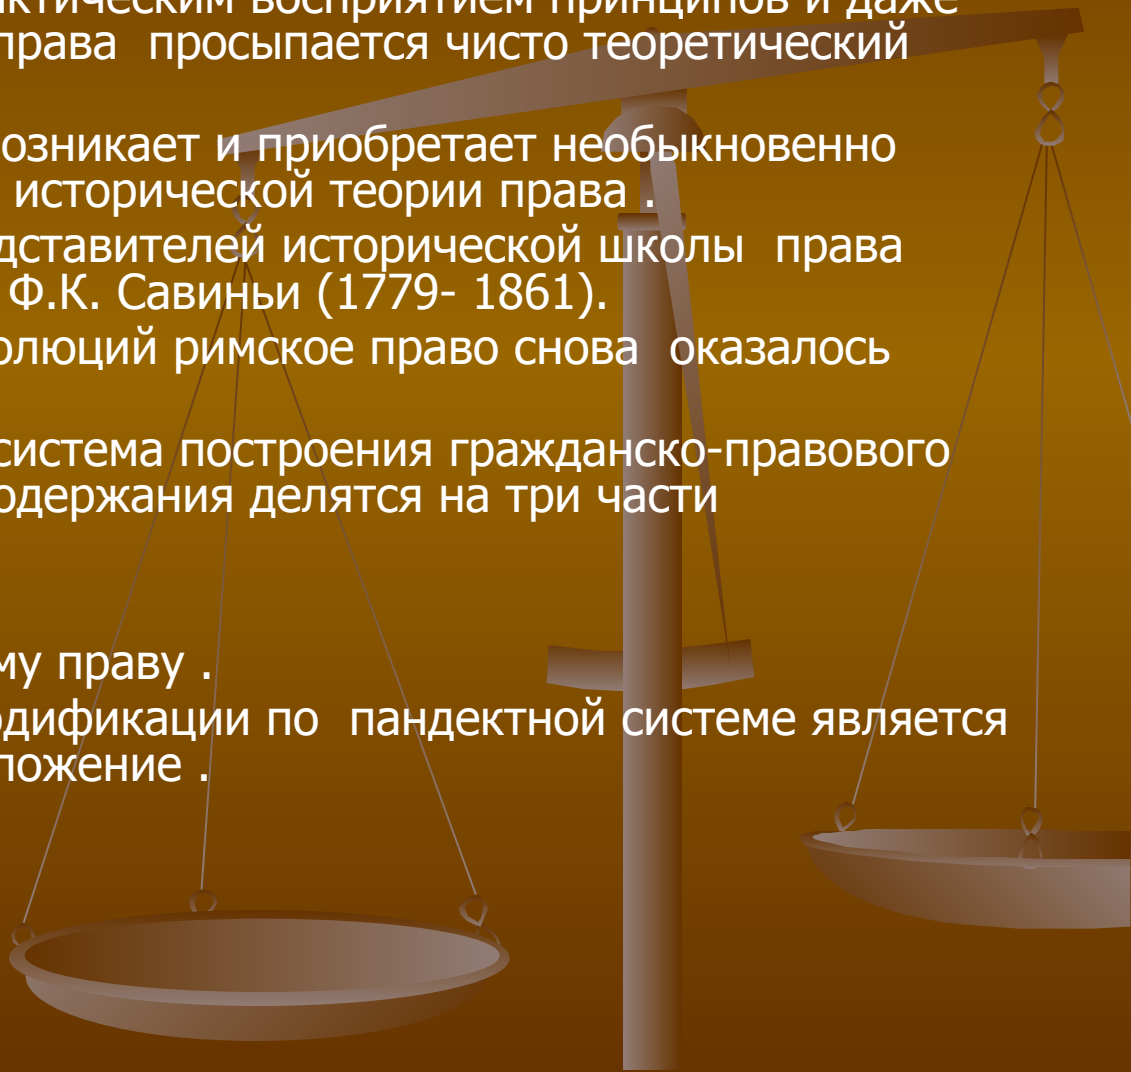 актическим восприятием принципов и даже
права просыпается чисто теоретический
озникает и приобретает необыкновенно
исторической теории права .
дставителей исторической школы права
Ф.К. Савиньи (1779- 1861).
олюций римское право снова оказалось
система построения гражданско-правового
одержания делятся на три части
му праву .
одификации по пандектной системе является
ложение .